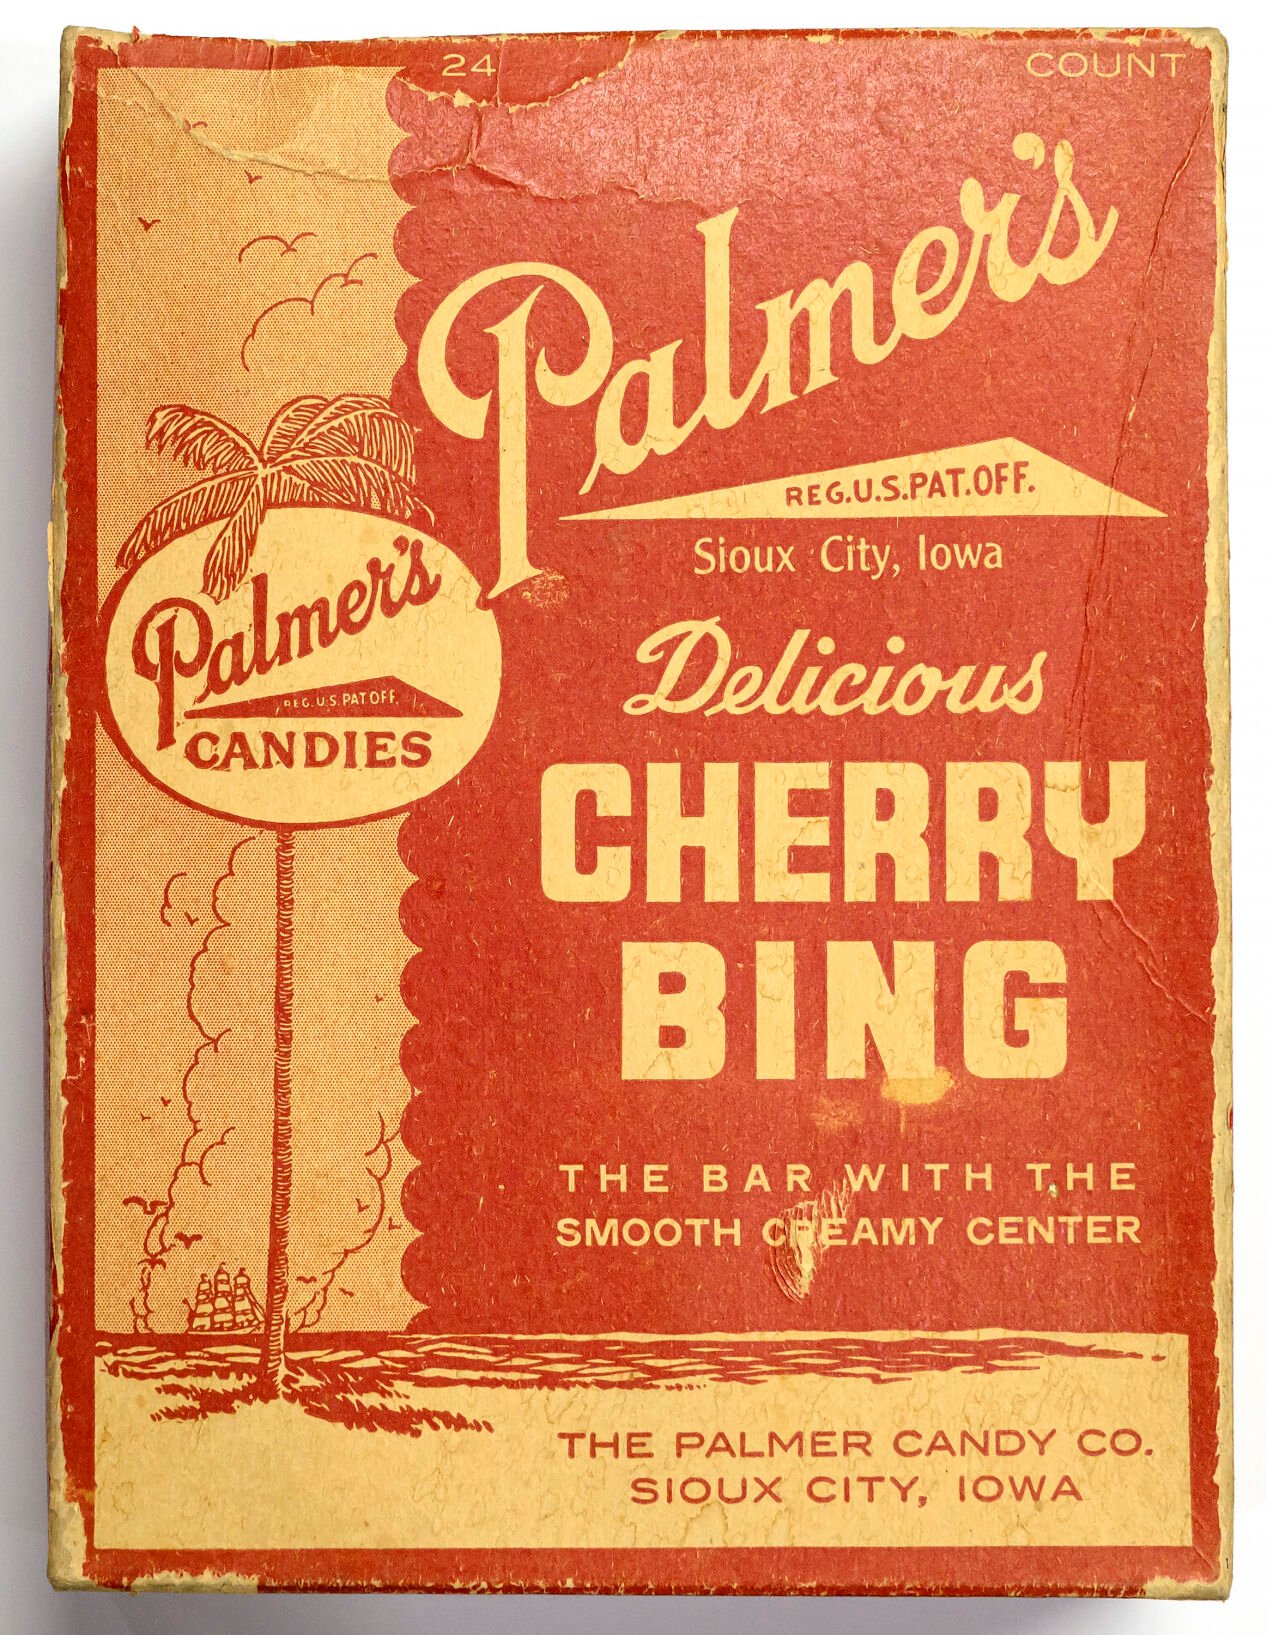 24 COUNT
Palmer's
REG.U.S.PAT.OFF.
Sioux City, Iowa
Palmer's
REG.U.S.PAT.OFF.
CANDIES
Delicious
CHERRY
BING
THE BAR WITH THE
SMOOTH CREAMY CENTER
THE PALMER CANDY CO.
SIOUX CITY, IOWA